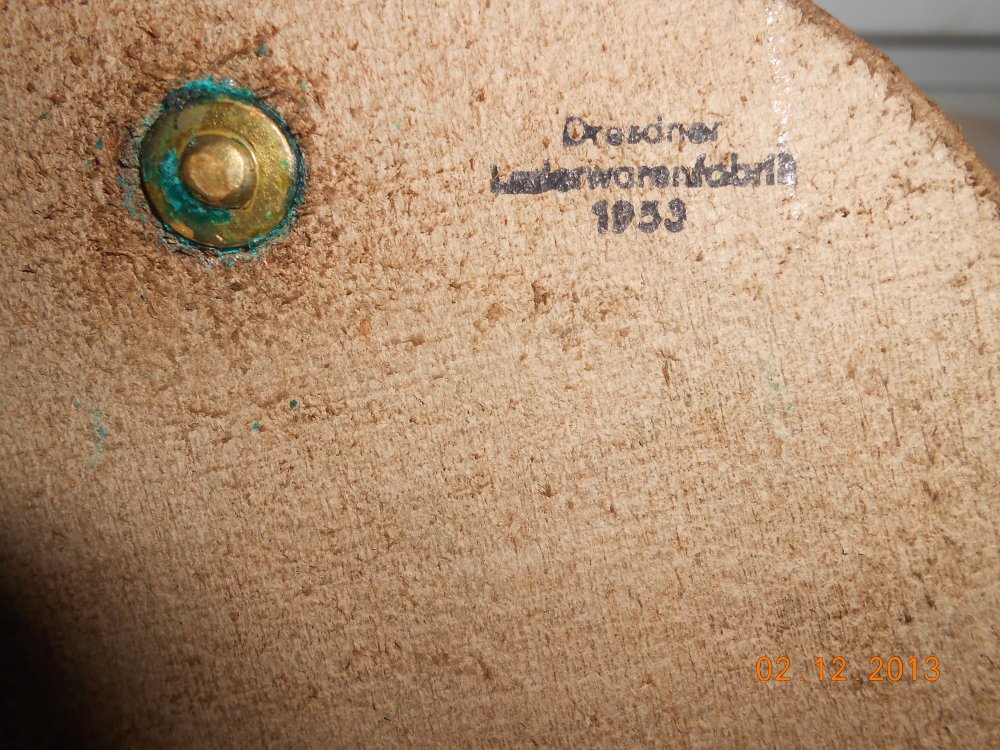 Dresdner
Lederwarenfabrik
1953
02.12.2013